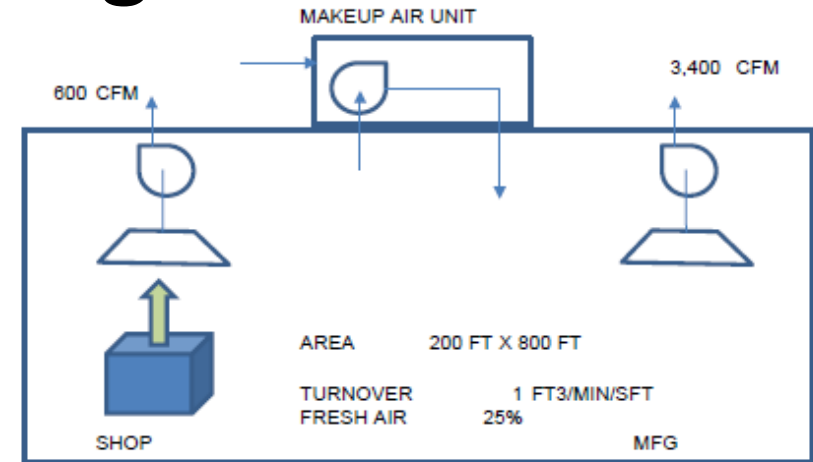 MAKEUP AIR UNIT
3,400 CFM
600 CFM
AREA 200 FT X 800 FT
TURNOVER 1 FT3/MIN/SFT
FRESH AIR 25%
SHOP MFG